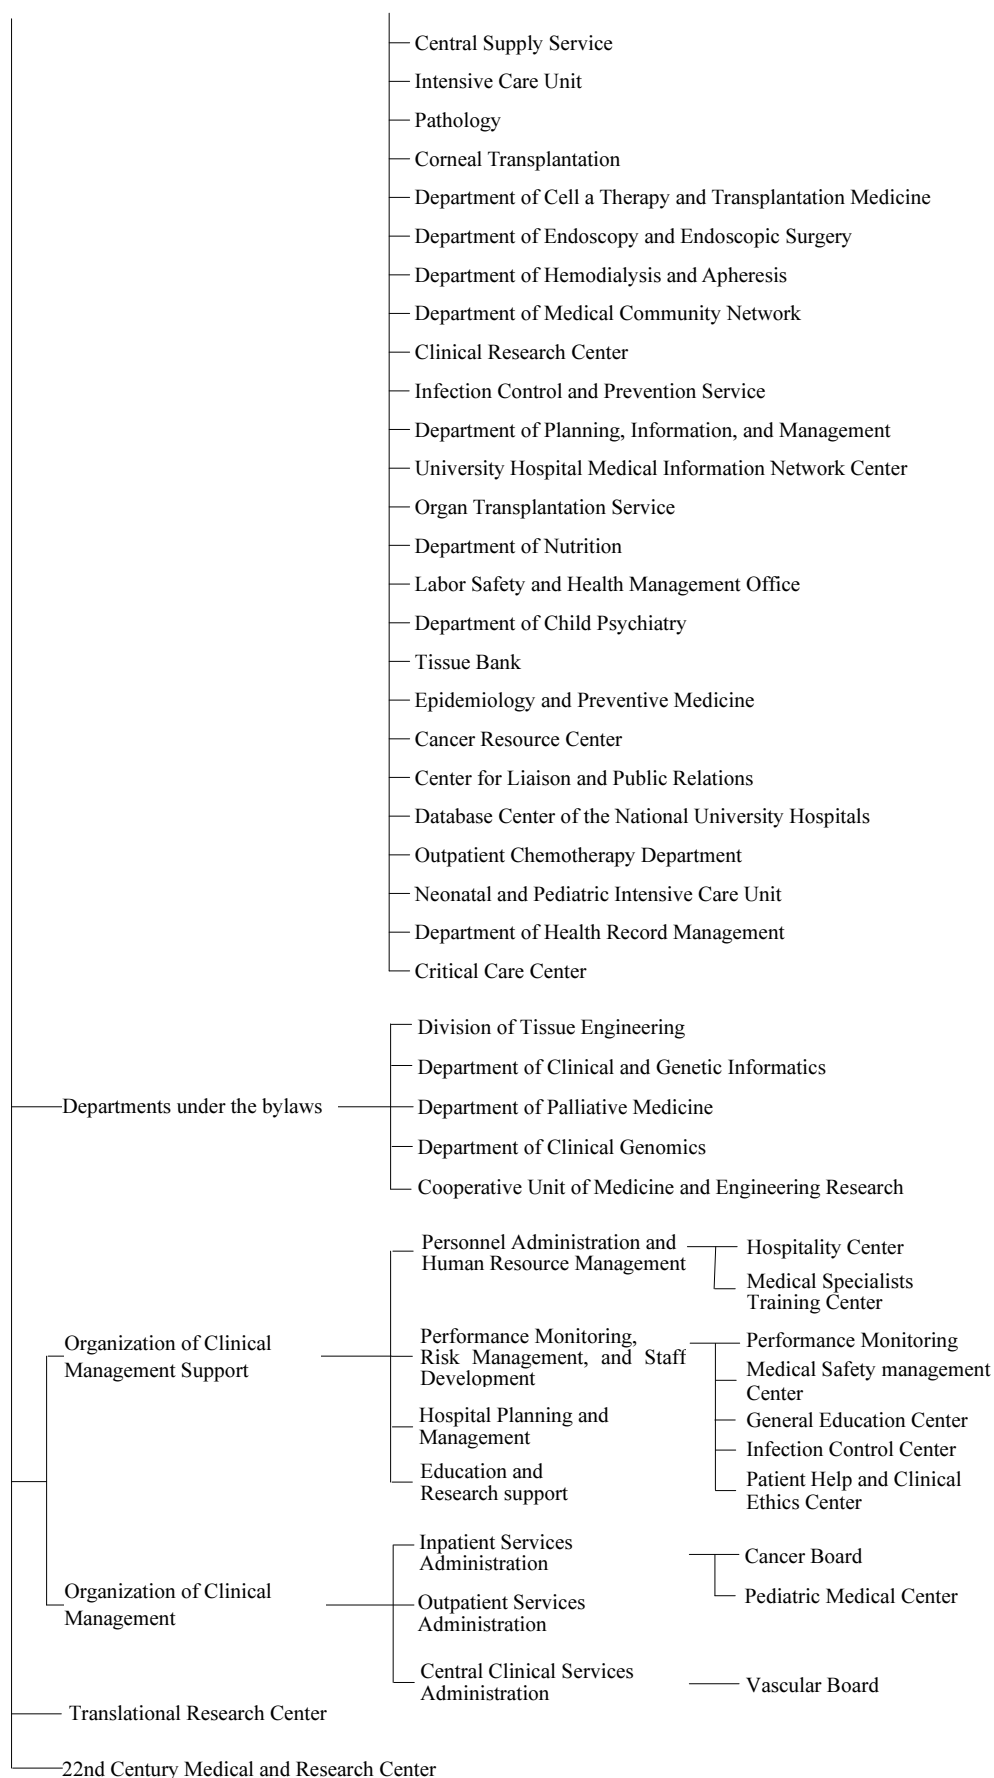 Central Supply Service
Intensive Care Unit
Pathology
Corneal Transplantation
Department of Cell a Therapy and Transplantation Medicine
Department of Endoscopy and Endoscopic Surgery
Department of Hemodialysis and Apheresis
Department of Medical Community Network
Clinical Research Center
Infection Control and Prevention Service
Department of Planning, Information, and Management
University Hospital Medical Information Network Center
Organ Transplantation Service
Department of Nutrition
Labor Safety and Health Management Office
Department of Child Psychiatry
Tissue Bank
Epidemiology and Preventive Medicine
Cancer Resource Center
Center for Liaison and Public Relations
Database Center of the National University Hospitals
Outpatient Chemotherapy Department
Neonatal and Pediatric Intensive Care Unit
Department of Health Record Management
Critical Care Center
Departments under the bylaws
Division of Tissue Engineering
Department of Clinical and Genetic Informatics
Department of Palliative Medicine
Department of Clinical Genomics
Cooperative Unit of Medicine and Engineering Research
Organization of Clinical
Management Support
Personnel Administration and
Human Resource Management
Hospitality Center
Medical Specialists
Training Center
Performance Monitoring,
Risk Management, and Staff
Development
Performance Monitoring
Medical Safety management
Center
General Education Center
Infection Control Center
Patient Help and Clinical
Ethics Center
Hospital Planning and
Management
Education and
Research support
Organization of Clinical
Management
Inpatient Services
Administration
Cancer Board
Pediatric Medical Center
Outpatient Services
Administration
Central Clinical Services
Administration
Vascular Board
Translational Research Center
22nd Century Medical and Research Center